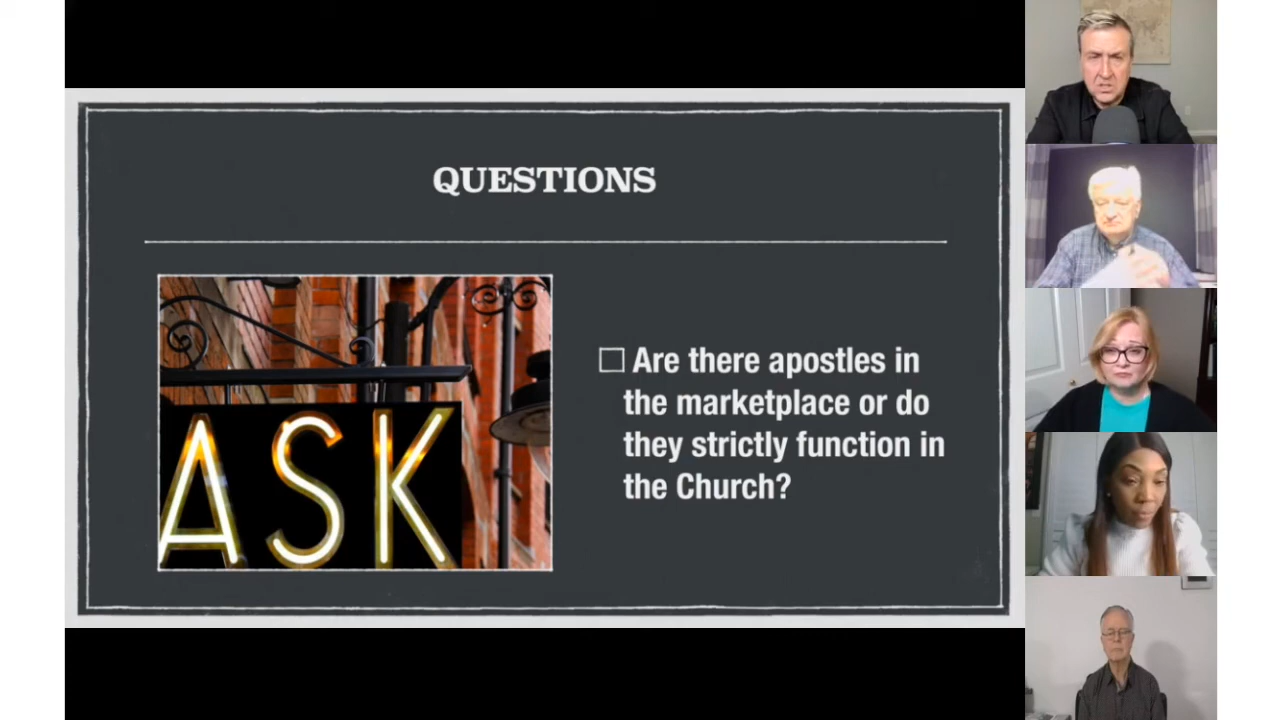 QUESTIONS
ASK
Are there apostles in
the marketplace or do
they strictly function in
the Church?